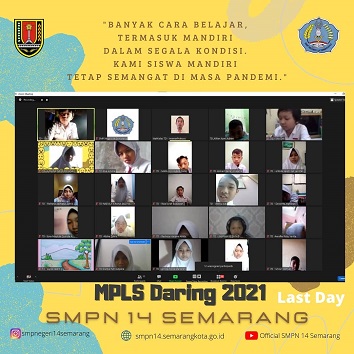 "BANYAK CARA BELAJAR,
TERMASUK MANDIRI
DALAM SEGALA KONDISI.
KAMI SISWA MANDIRI
TETAP SEMANGAT DI MASA PANDEMI."
MPLS Daring 2021
Last Day
SMPN 14 SEMARANG
smpnegeri14semarang
smpn14.semarangkota.go.id
Official SMPN 14 Semarang